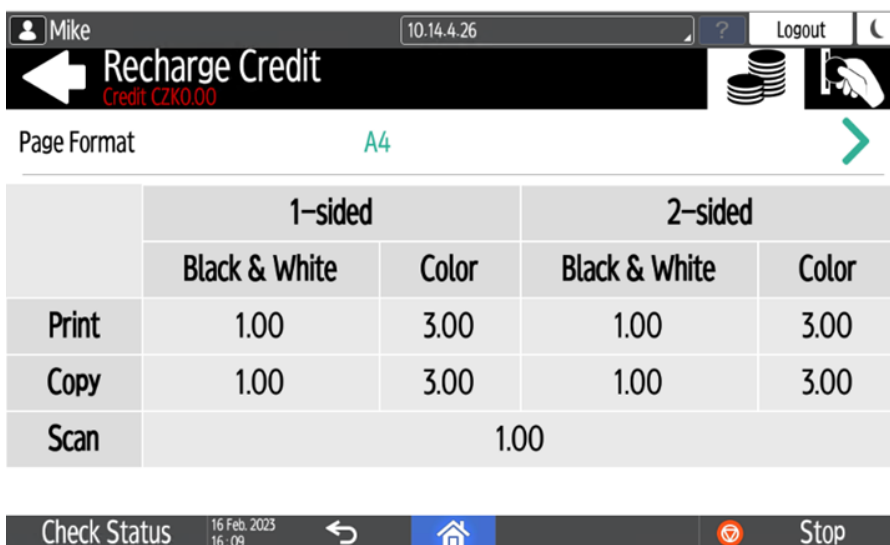 Mike 10.14.4.26 ? Logout
Recharge Credit
Credit CZK0.00
Page Format A4
1-sided 2-sided
Black & White Color Black & White Color
Print 1.00 3.00 1.00 3.00
Copy 1.00 3.00 1.00 3.00
Scan 1.00
Check Status 16 Feb. 2023 Stop
16:09